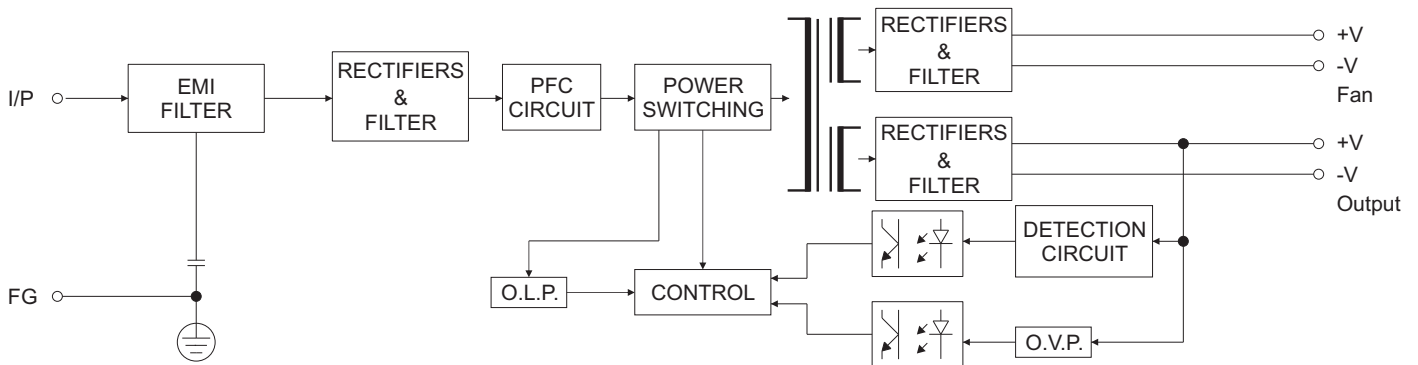 RECTIFIERS
&
FILTER
+V
-V
Fan
I/P
EMI
FILTER
RECTIFIERS
&
FILTER
PFC
CIRCUIT
POWER
SWITCHING
RECTIFIERS
&
FILTER
+V
-V
Output
DETECTION
CIRCUIT
FG
O.L.P.
CONTROL
O.V.P.